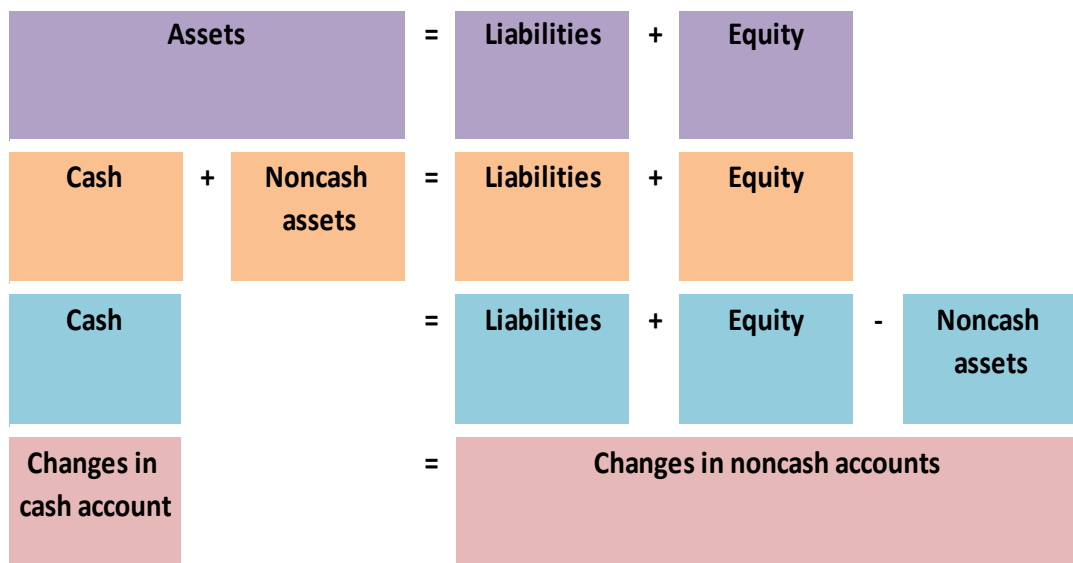 Assets = Liabilities + Equity
Cash + Noncash assets = Liabilities + Equity
Cash = Liabilities + Equity - Noncash assets
Changes in cash account = Changes in noncash accounts